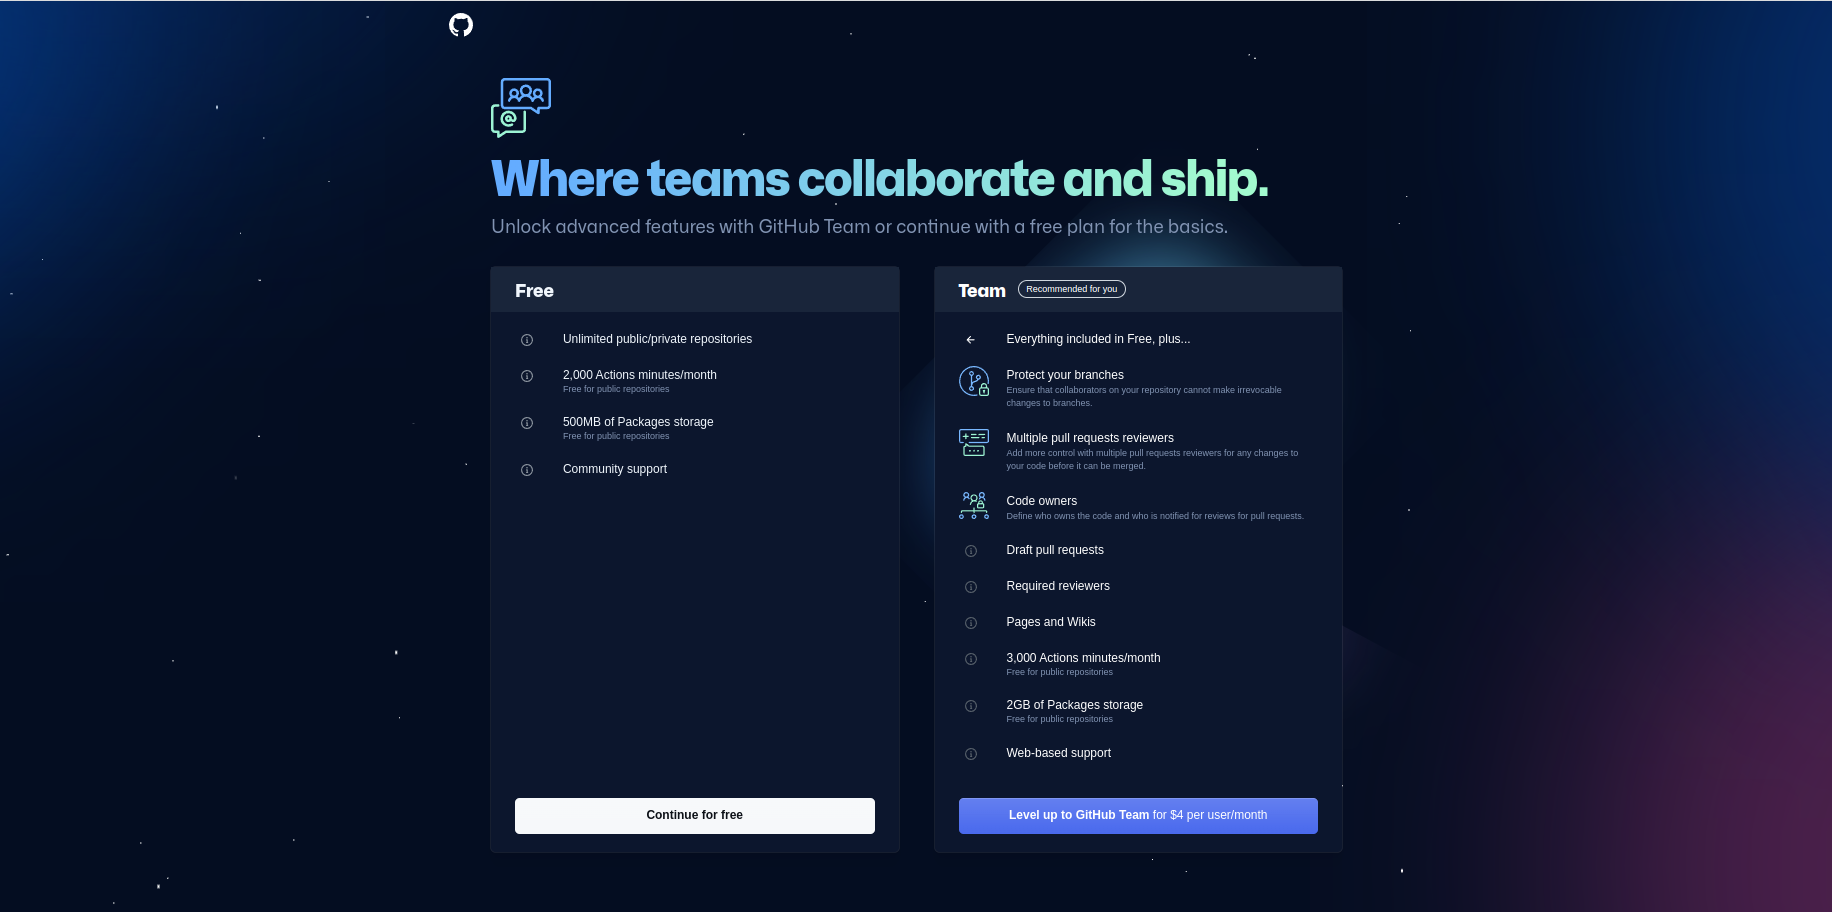 Where teams collaborate and ship.
Unlock advanced features with GitHub Team or continue with a free plan for the basics.
Free
Unlimited public/private repositories
2,000 Actions minutes/month
Free for public repositories
500MB of Packages storage
Free for public repositories
Community support
Continue for free
Team
Recommended for you
Everything included in Free, plus...
Protect your branches
Ensure that collaborators on your repository cannot make irrevocable
changes to branches.
Multiple pull requests reviewers
Add more control with multiple pull requests reviewers for any changes to
your code before it can be merged.
Code owners
Define who owns the code and who is notified for reviews for pull requests.
Draft pull requests
Required reviewers
Pages and Wikis
3,000 Actions minutes/month
Free for public repositories
2GB of Packages storage
Free for public repositories
Web-based support
Level up to GitHub Team for $4 per user/month